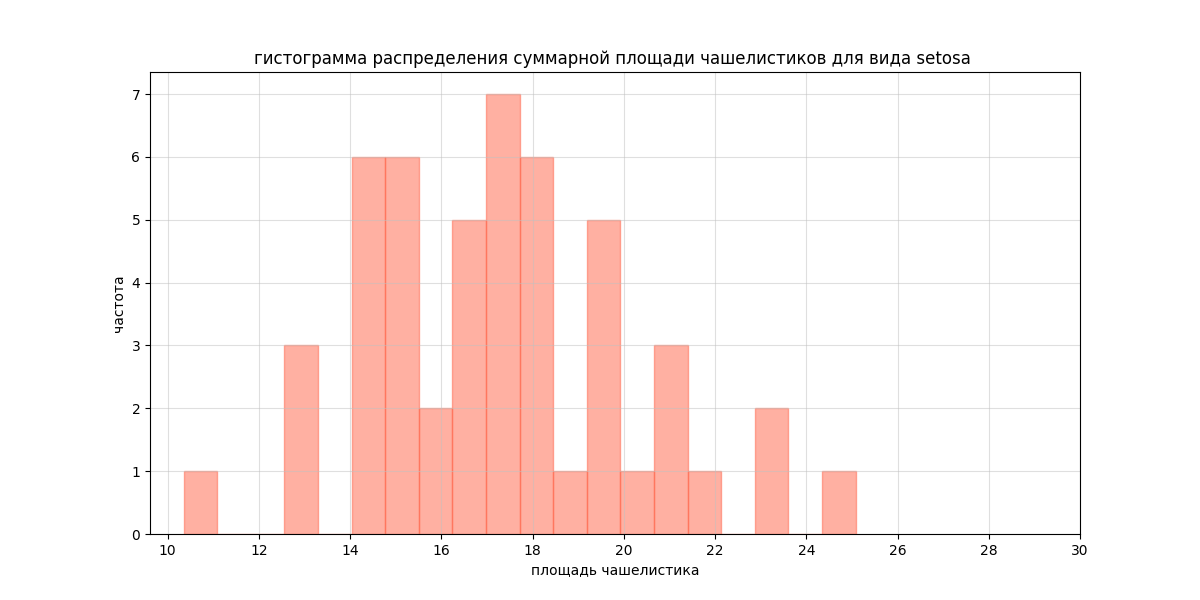 гистограмма распределения суммарной площади чашелистиков для вида setosa
7
6
5
4
3
2
1
0
частота
10 12 14 16 18 20 22 24 26 28 30
площадь чашелистика